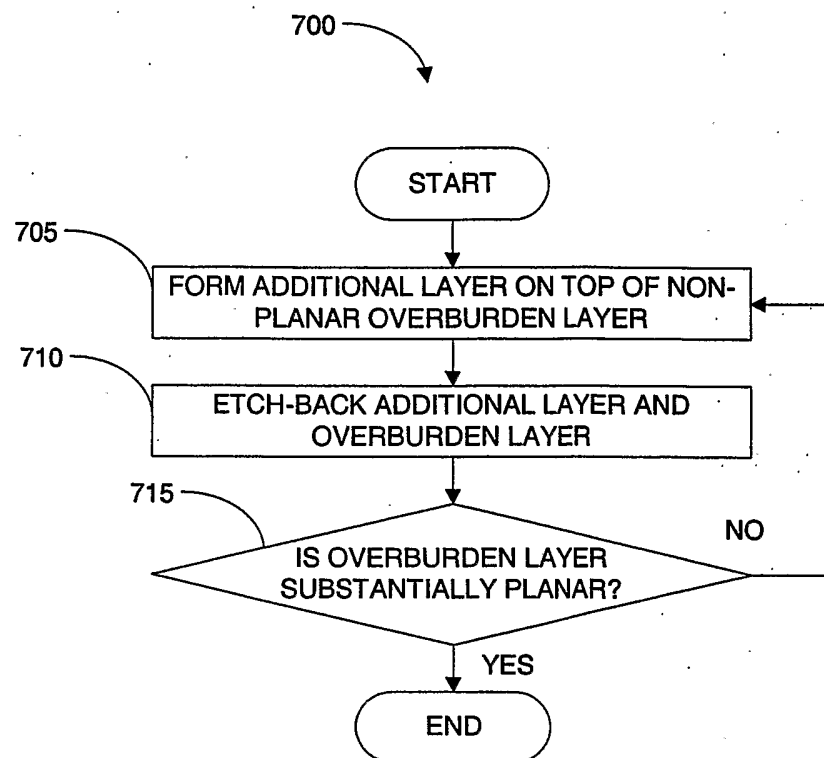 700
START
705
FORM ADDITIONAL LAYER ON TOP OF NON-
PLANAR OVERBURDEN LAYER
710
ETCH-BACK ADDITIONAL LAYER AND
OVERBURDEN LAYER
715
NO
IS OVERBURDEN LAYER
SUBSTANTIALLY PLANAR?
YES
END